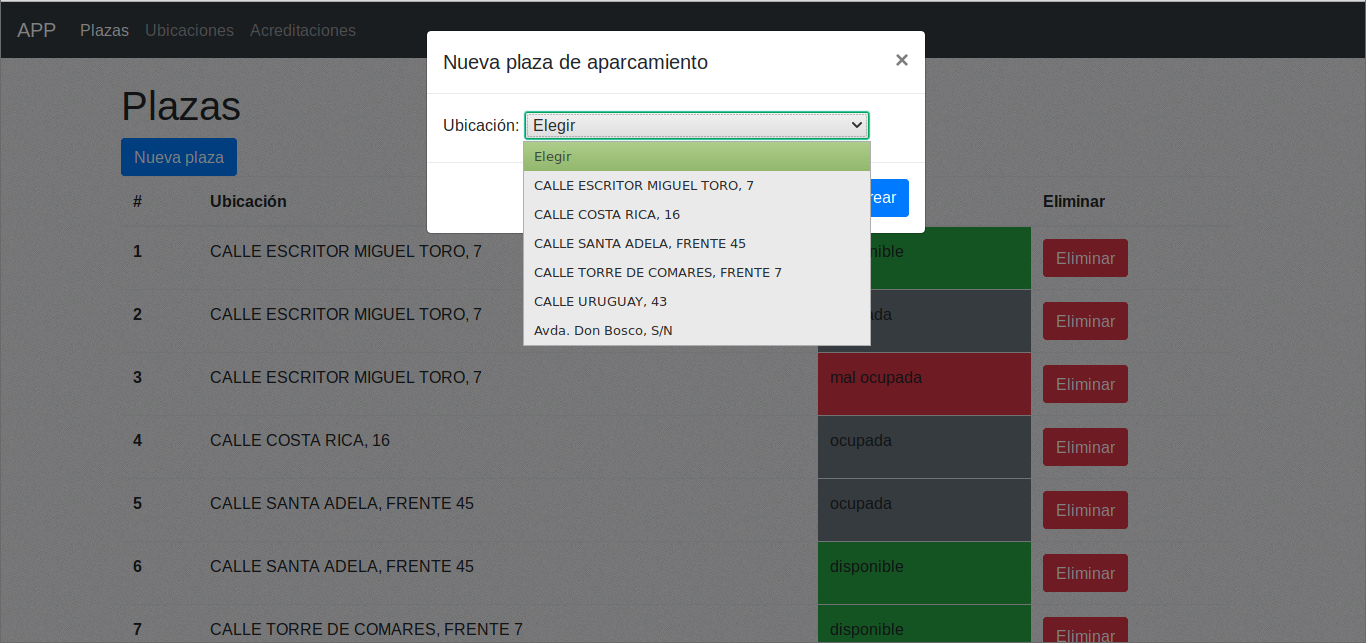 APP Plazas Ubicaciones Acreditaciones
Nueva plaza de aparcamiento ×
Ubicación: Elegir
Elegir
CALLE ESCRITOR MIGUEL TORO, 7
CALLE COSTA RICA, 16
CALLE SANTA ADELA, FRENTE 45
CALLE TORRE DE COMARES, FRENTE 7
CALLE URUGUAY, 43
Avda. Don Bosco, S/N
Plazas
Nueva plaza
# Ubicación Eliminar
1 CALLE ESCRITOR MIGUEL TORO, 7 Eliminar
2 CALLE ESCRITOR MIGUEL TORO, 7 Eliminar
3 CALLE ESCRITOR MIGUEL TORO, 7 mal ocupada Eliminar
4 CALLE COSTA RICA, 16 ocupada Eliminar
5 CALLE SANTA ADELA, FRENTE 45 ocupada Eliminar
6 CALLE SANTA ADELA, FRENTE 45 disponible Eliminar
7 CALLE TORRE DE COMARES, FRENTE 7 disponible Eliminar